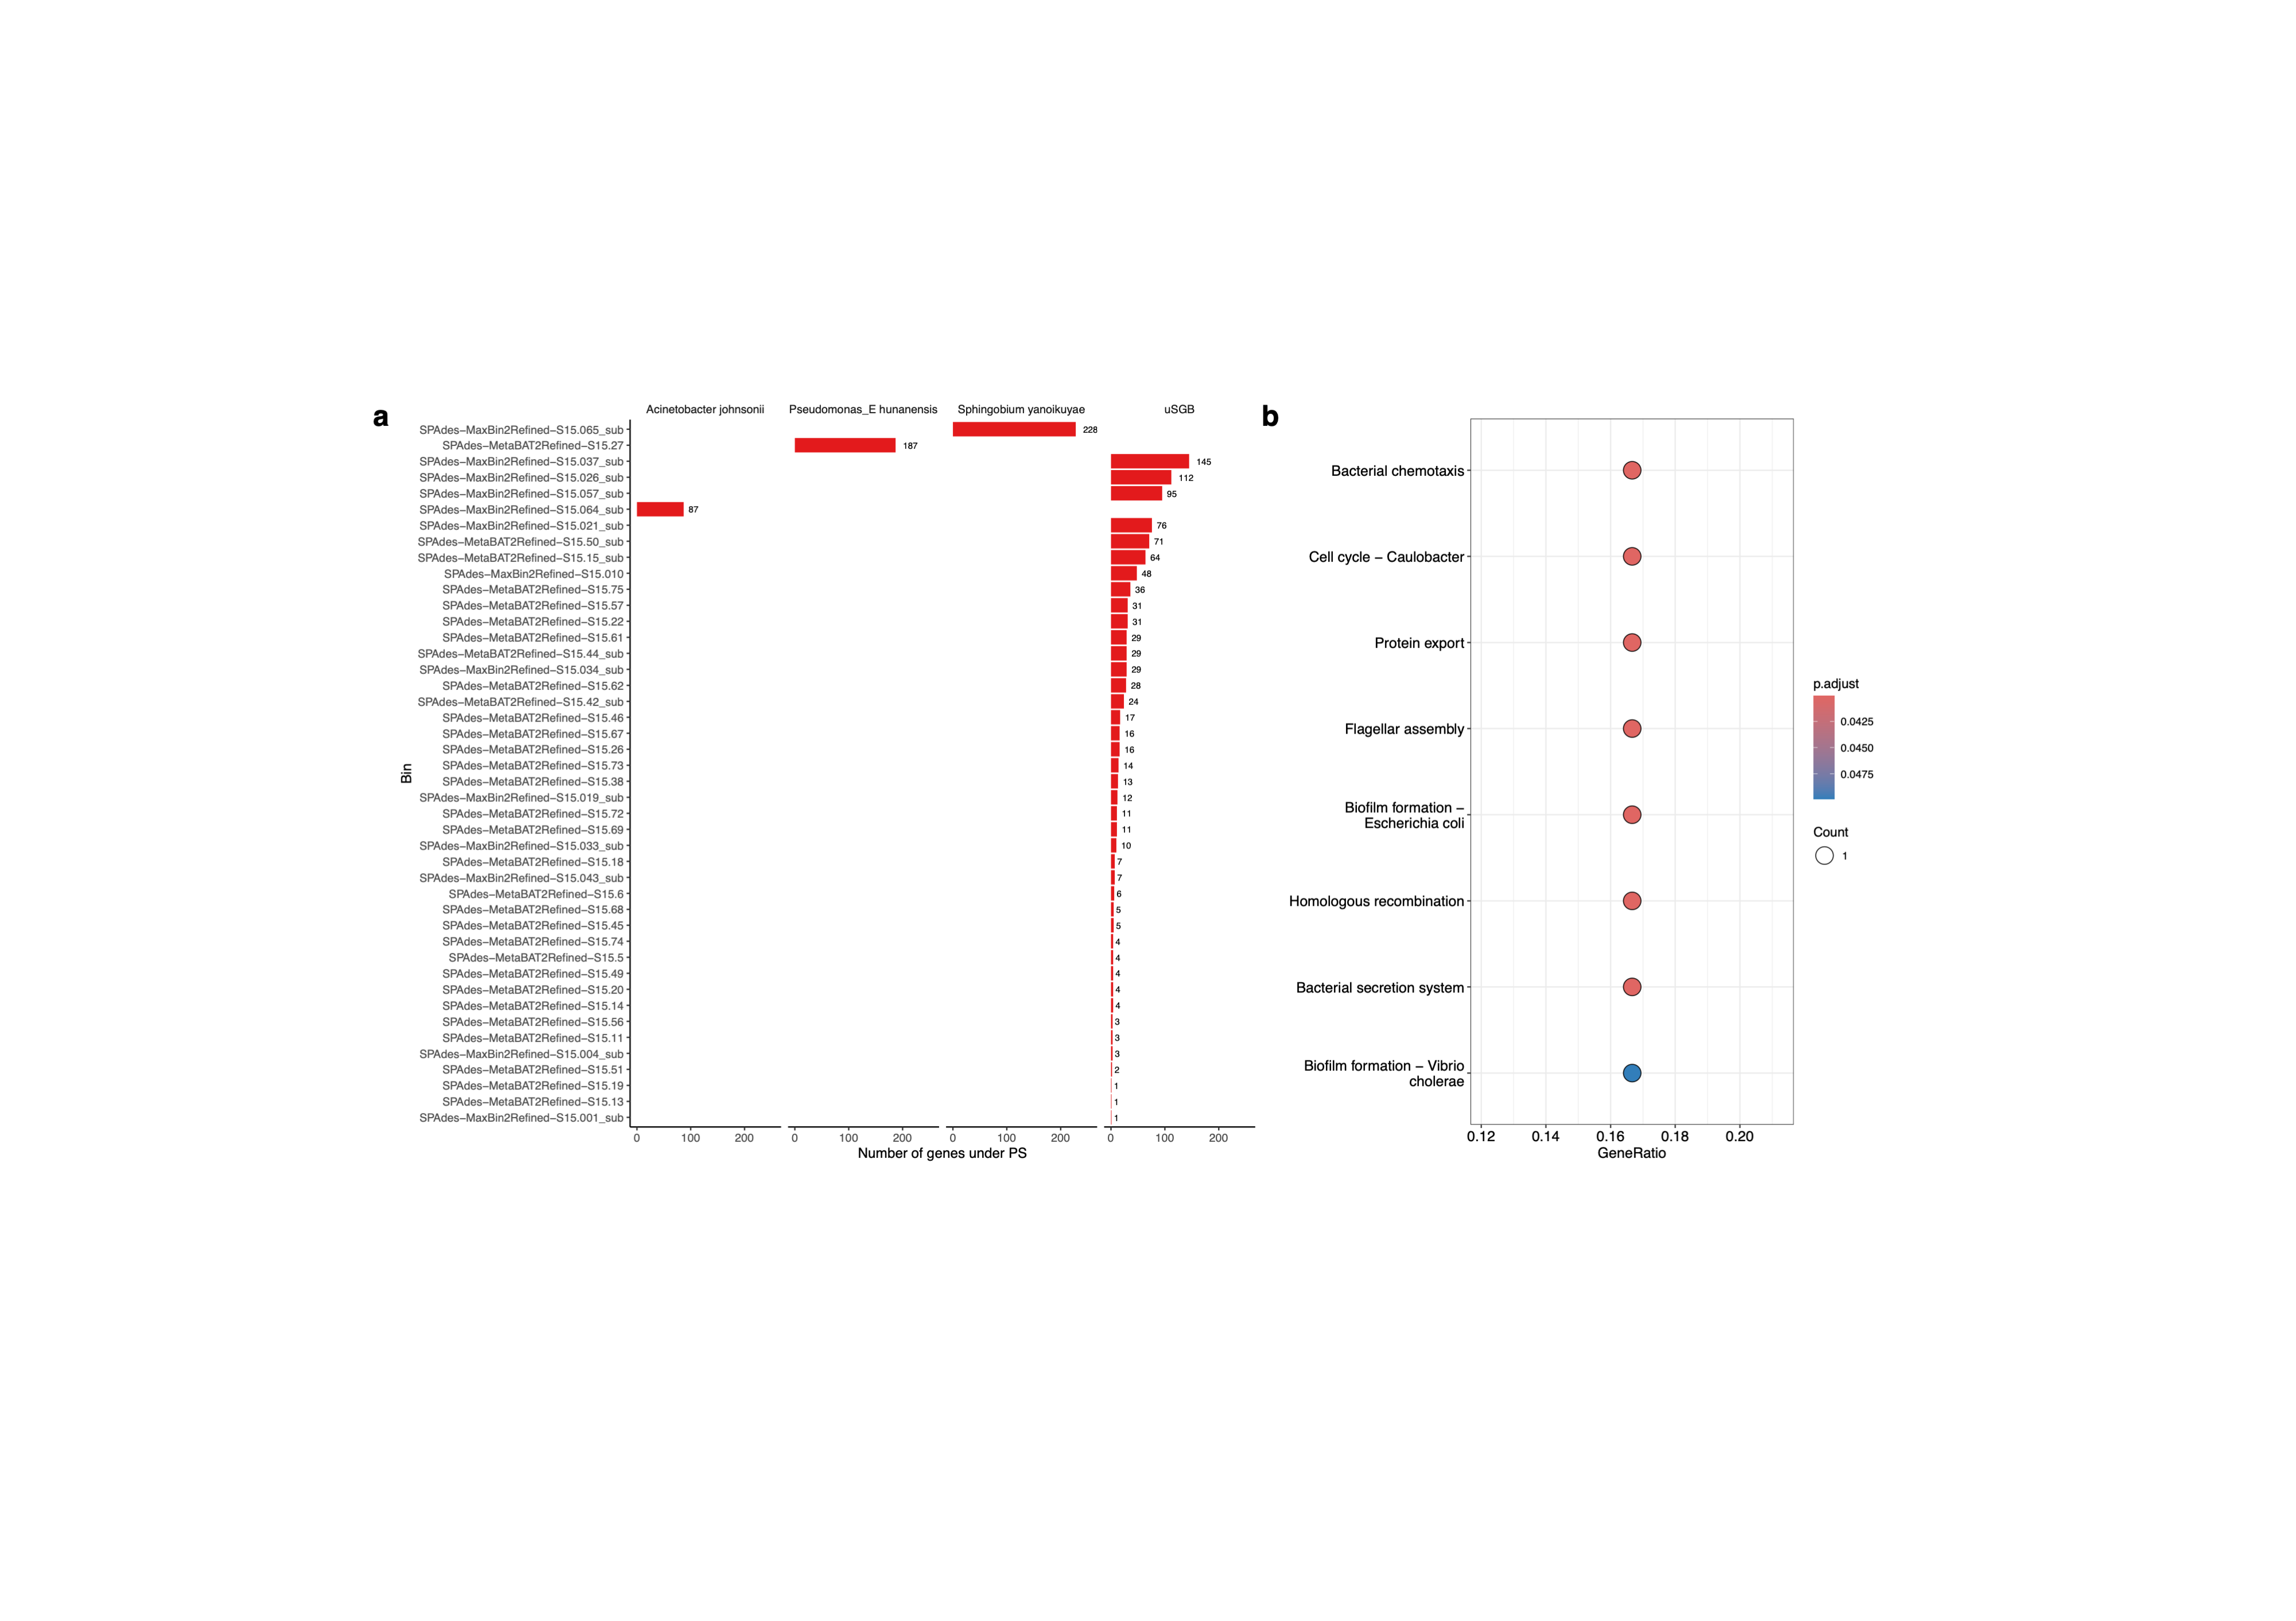 a
Acinetobacter johnsonii
Pseudomonas_E hunanensis
Sphingobium yanoikuyae
uSGB
SPAdes−MaxBin2Refined−S15.065_sub
228
SPAdes−MetaBAT2Refined−S15.27
187
SPAdes−MaxBin2Refined−S15.037_sub
145
SPAdes−MaxBin2Refined−S15.026_sub
112
SPAdes−MaxBin2Refined−S15.057_sub
95
SPAdes−MaxBin2Refined−S15.064_sub
87
SPAdes−MaxBin2Refined−S15.021_sub
76
SPAdes−MetaBAT2Refined−S15.50_sub
71
SPAdes−MetaBAT2Refined−S15.15_sub
64
SPAdes−MaxBin2Refined−S15.010
48
SPAdes−MetaBAT2Refined−S15.75
36
SPAdes−MetaBAT2Refined−S15.57
31
SPAdes−MetaBAT2Refined−S15.22
31
SPAdes−MetaBAT2Refined−S15.61
29
SPAdes−MetaBAT2Refined−S15.44_sub
29
SPAdes−MaxBin2Refined−S15.034_sub
29
SPAdes−MetaBAT2Refined−S15.62
28
SPAdes−MetaBAT2Refined−S15.42_sub
24
SPAdes−MetaBAT2Refined−S15.46
17
SPAdes−MetaBAT2Refined−S15.67
16
SPAdes−MetaBAT2Refined−S15.26
16
SPAdes−MetaBAT2Refined−S15.73
14
SPAdes−MetaBAT2Refined−S15.38
13
SPAdes−MaxBin2Refined−S15.019_sub
12
SPAdes−MetaBAT2Refined−S15.72
11
SPAdes−MetaBAT2Refined−S15.69
11
SPAdes−MaxBin2Refined−S15.033_sub
10
SPAdes−MetaBAT2Refined−S15.18
7
SPAdes−MaxBin2Refined−S15.043_sub
7
SPAdes−MetaBAT2Refined−S15.6
6
SPAdes−MetaBAT2Refined−S15.68
5
SPAdes−MetaBAT2Refined−S15.45
5
SPAdes−MetaBAT2Refined−S15.74
4
SPAdes−MetaBAT2Refined−S15.5
4
SPAdes−MetaBAT2Refined−S15.49
4
SPAdes−MetaBAT2Refined−S15.20
4
SPAdes−MetaBAT2Refined−S15.14
4
SPAdes−MetaBAT2Refined−S15.56
3
SPAdes−MetaBAT2Refined−S15.11
3
SPAdes−MaxBin2Refined−S15.004_sub
3
SPAdes−MetaBAT2Refined−S15.51
2
SPAdes−MetaBAT2Refined−S15.19
1
SPAdes−MetaBAT2Refined−S15.13
1
SPAdes−MaxBin2Refined−S15.001_sub
1
Bin
0 100 200
0 100 200
0 100 200
0 100 200
Number of genes under PS
b
Bacterial chemotaxis
Cell cycle − Caulobacter
Protein export
Flagellar assembly
Biofilm formation −
Escherichia coli
Homologous recombination
Bacterial secretion system
Biofilm formation − Vibrio
cholerae
0.12 0.14 0.16 0.18 0.20
GeneRatio
p.adjust
0.0425
0.0450
0.0475
Count
1